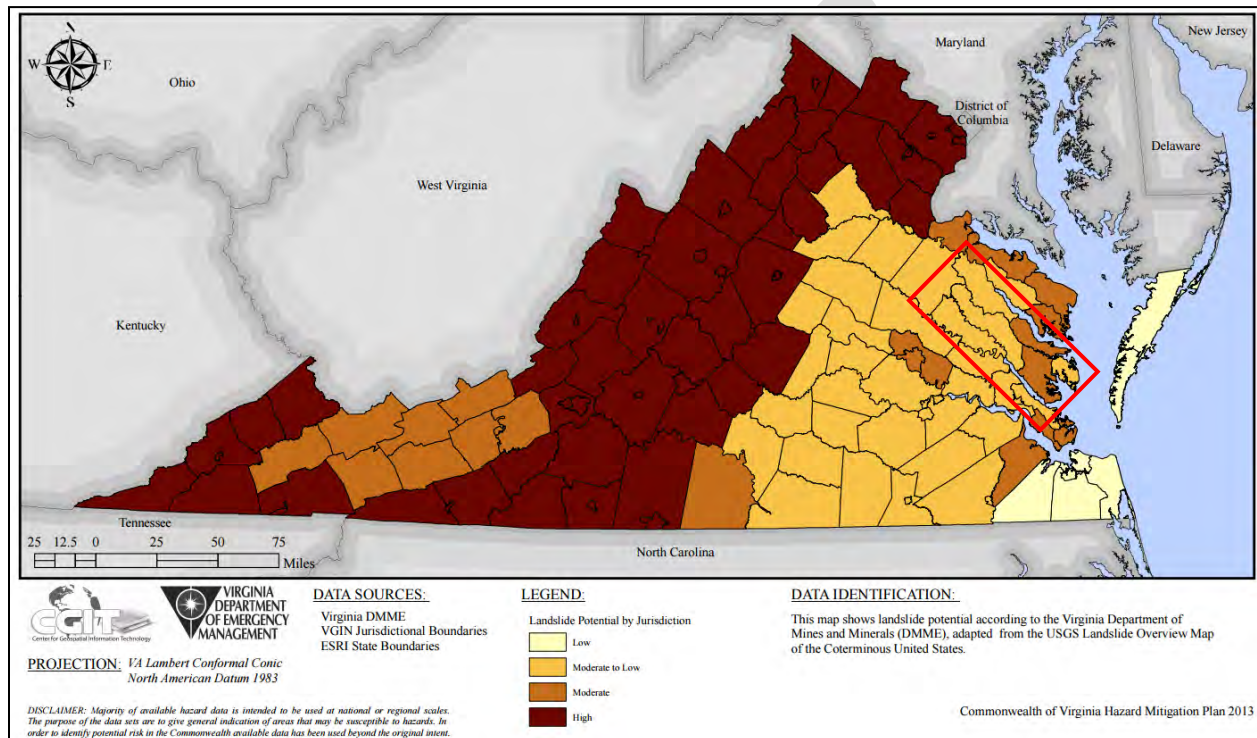 New Jersey
Maryland
N
W E
S
Ohio
District of
Columbia
Delaware
West Virginia
Kentucky
Tennessee
North Carolina
25 12.5 0 25 50 75
Miles
CGIT
Center for Geospatial Information Technology
VIRGINIA
DEPARTMENT
OF EMERGENCY
MANAGEMENT
PROJECTION: VA Lambert Conformal Conic
North American Datum 1983
DISCLAIMER: Majority of available hazard data is intended to be used at national or regional scales.
The purpose of the data sets are to give general indication of areas that may be susceptible to hazards. In
order to identify potential risk in the Commonwealth available data has been used beyond the original intent.
DATA SOURCES:
Virginia DMME
VGIN Jurisdictional Boundaries
ESRI State Boundaries
LEGEND:
Landslide Potential by Jurisdiction
Low
Moderate to Low
Moderate
High
DATA IDENTIFICATION:
This map shows landslide potential according to the Virginia Department of
Mines and Minerals (DMME), adapted from the USGS Landslide Overview Map
of the Coterminous United States.
Commonwealth of Virginia Hazard Mitigation Plan 2013